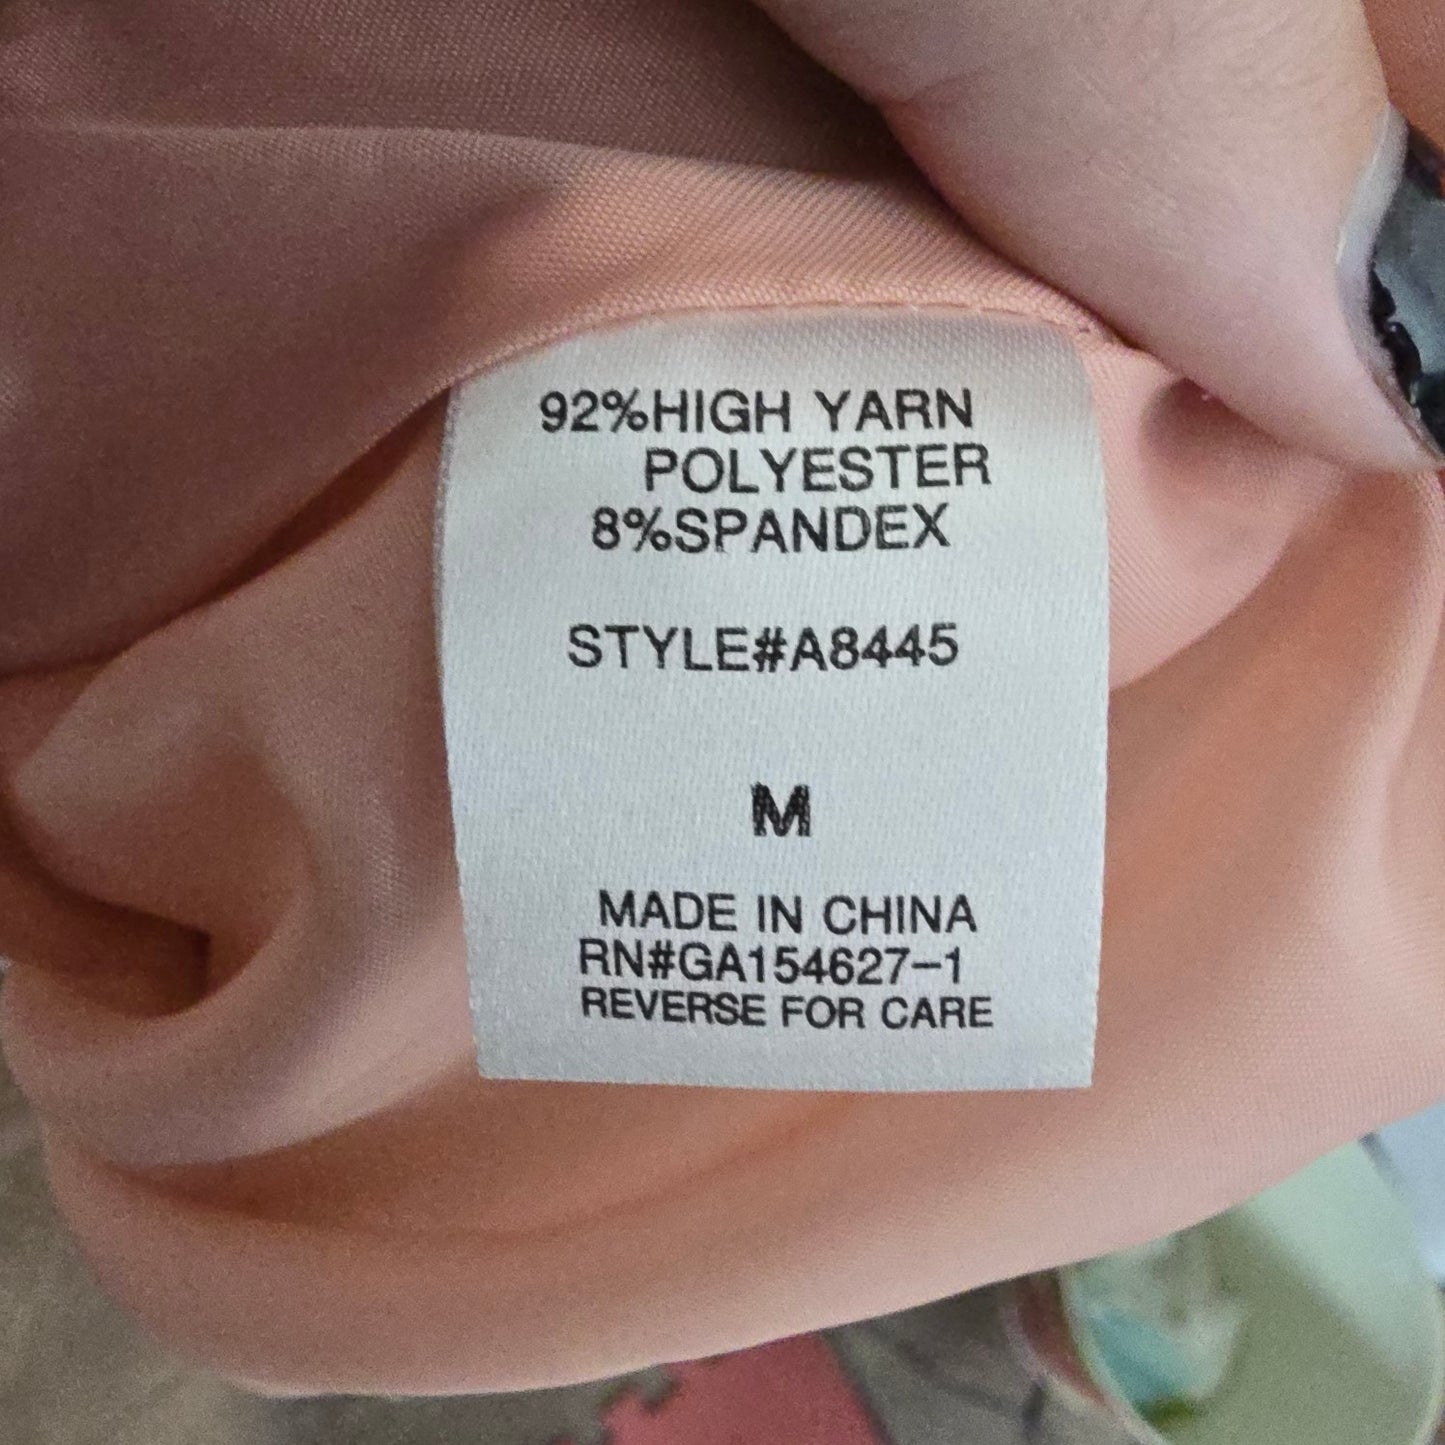 92%HIGH YARN
POLYESTER
8%SPANDEX
STYLE#A8445
M
MADE IN CHINA
RN#GA154627-1
REVERSE FOR CARE